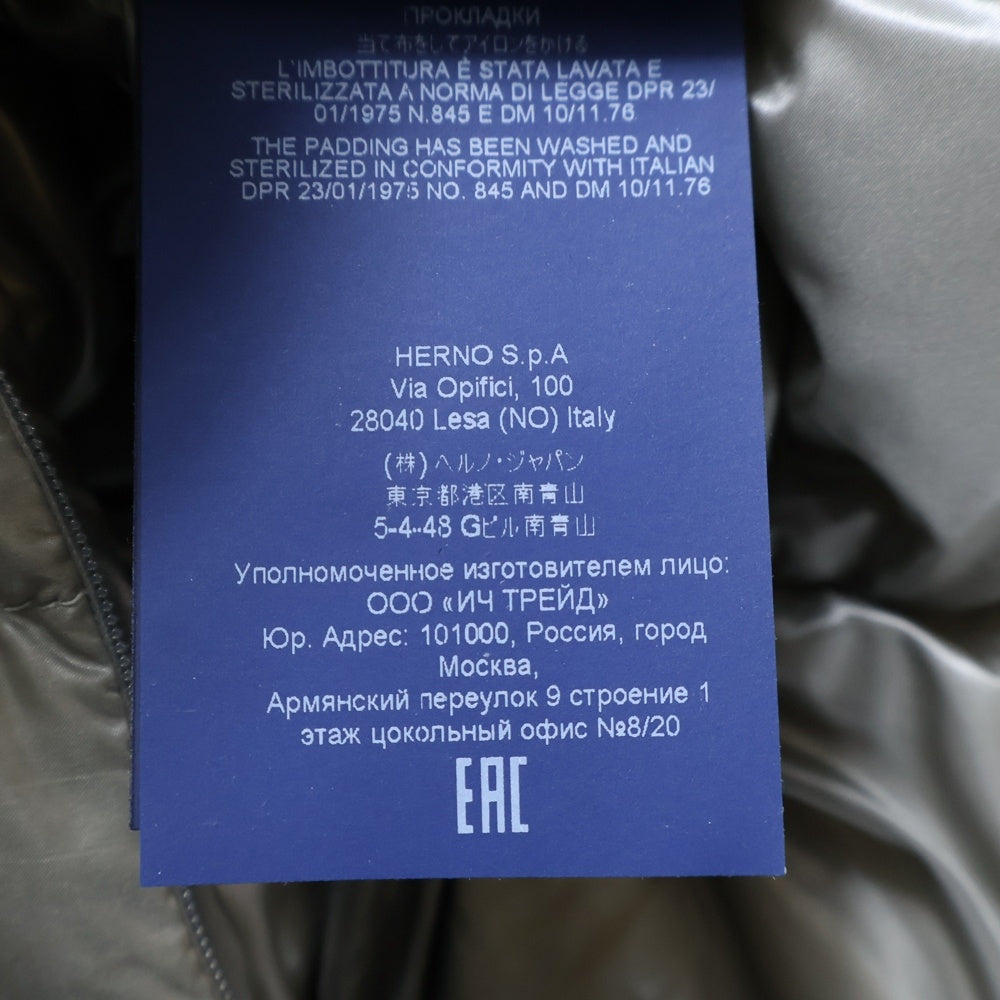 ПРОКЛАДКИ
当て布をしてアイロンをかける
L'IMBOTTITURA È STATA LAVATA E
STERILIZZATA A NORMA DI LEGGE DPR 23/
01/1975 N.845 E DM 10/11.76
THE PADDING HAS BEEN WASHED AND
STERILIZED IN CONFORMITY WITH ITALIAN
DPR 23/01/1975 NO. 845 AND DM 10/11.76
HERNO S.p.A
Via Opifici, 100
28040 Lesa (NO) Italy
(株)ヘルノ・ジャパン
東京都港区南青山
5-4-48 Gビル南青山
Уполномоченное изготовителем лицо:
ООО «ИЧ ТРЕЙД»
Юр. Адрес: 101000, Россия, город
Москва,
Армянский переулок 9 строение 1
этаж цокольный офис №8/20
EAC